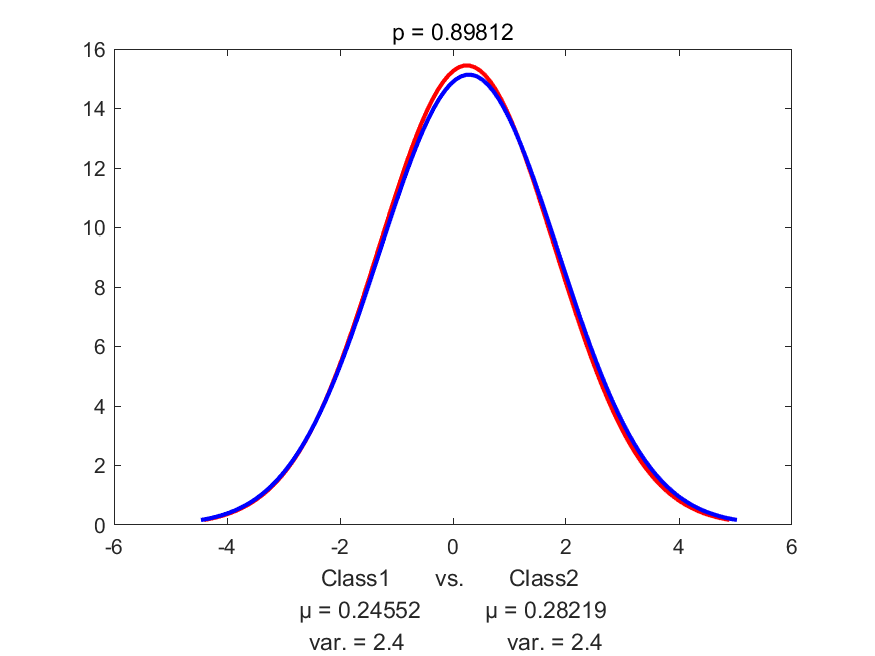 p = 0.89812
16
14
12
10
8
6
4
2
0
-6 -4 -2 0 2 4 6
Class1 vs. Class2
μ = 0.24552 μ = 0.28219
var. = 2.4 var. = 2.4